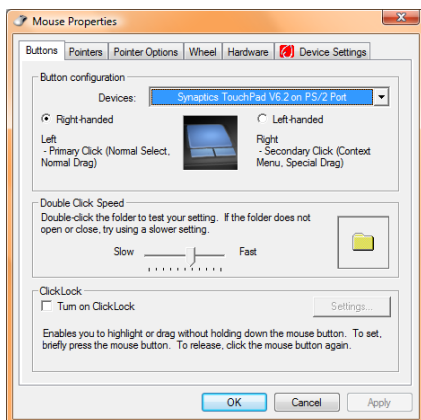 Mouse Properties
Buttons Pointers Pointer Options Wheel Hardware Device Settings
Button configuration
Devices: Synaptics TouchPad V6.2 on PS/2 Port
Right-handed Left-handed
Left
- Primary Click (Normal Select,
Normal Drag)
Right
- Secondary Click (Context
Menu, Special Drag)
Double Click Speed
Double-click the folder to test your setting. If the folder does not
open or close, try using a slower setting.
Slow Fast
ClickLock
Turn on ClickLock Settings...
Enables you to highlight or drag without holding down the mouse button. To set,
briefly press the mouse button. To release, click the mouse button again.
OK Cancel Apply